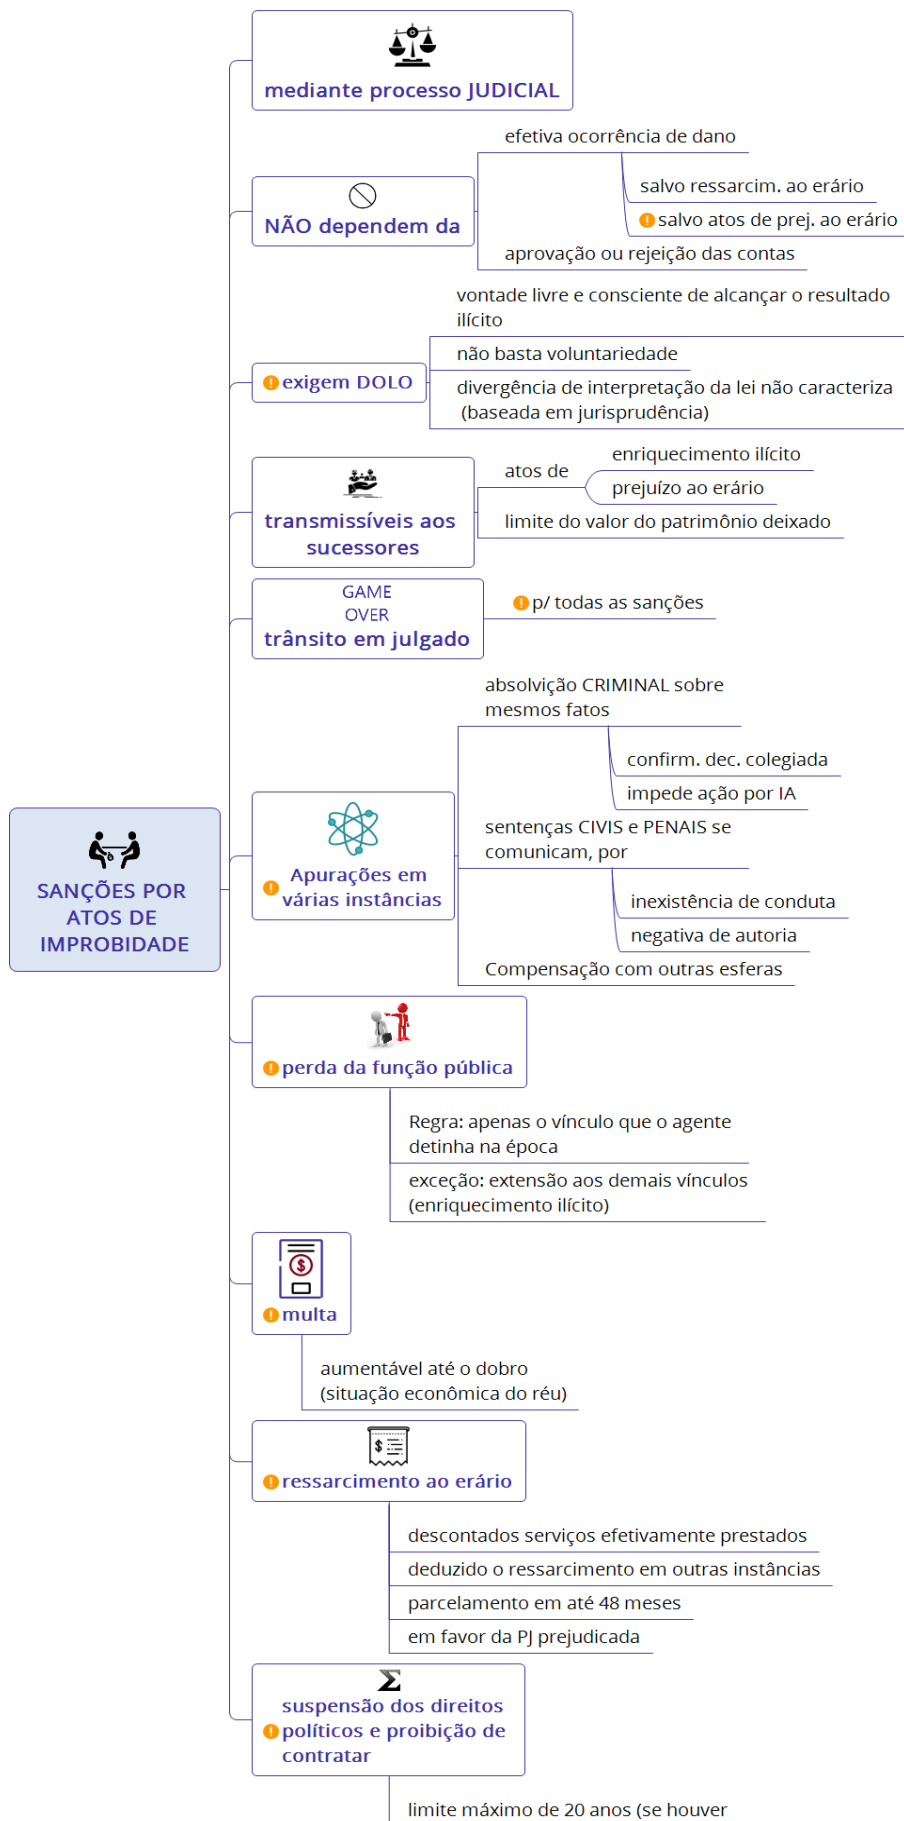 mediante processo JUDICIAL
NÃO dependem da
efetiva ocorrência de dano
salvo ressarcim. ao erário
salvo atos de prej. ao erário
aprovação ou rejeição das contas
exigem DOLO
vontade livre e consciente de alcançar o resultado
ilícito
não basta voluntariedade
divergência de interpretação da lei não caracteriza
(baseada em jurisprudência)
transmissíveis aos
sucessores
atos de
enriquecimento ilícito
prejuízo ao erário
limite do valor do patrimônio deixado
GAME
OVER
trânsito em julgado
p/ todas as sanções
SANÇÕES POR
ATOS DE
IMPROBIDADE
Apurações em
várias instâncias
absolvição CRIMINAL sobre
mesmos fatos
confirm. dec. colegiada
impede ação por IA
sentenças CIVIS e PENAIS se
comunicam, por
inexistência de conduta
negativa de autoria
Compensação com outras esferas
perda da função pública
Regra: apenas o vínculo que o agente
detinha na época
exceção: extensão aos demais vínculos
(enriquecimento ilícito)
$
multa
aumentável até o dobro
(situação econômica do réu)
$
ressarcimento ao erário
descontados serviços efetivamente prestados
deduzido o ressarcimento em outras instâncias
parcelamento em até 48 meses
em favor da PJ prejudicada
Σ
suspensão dos direitos
políticos e proibição de
contratar
limite máximo de 20 anos (se houver